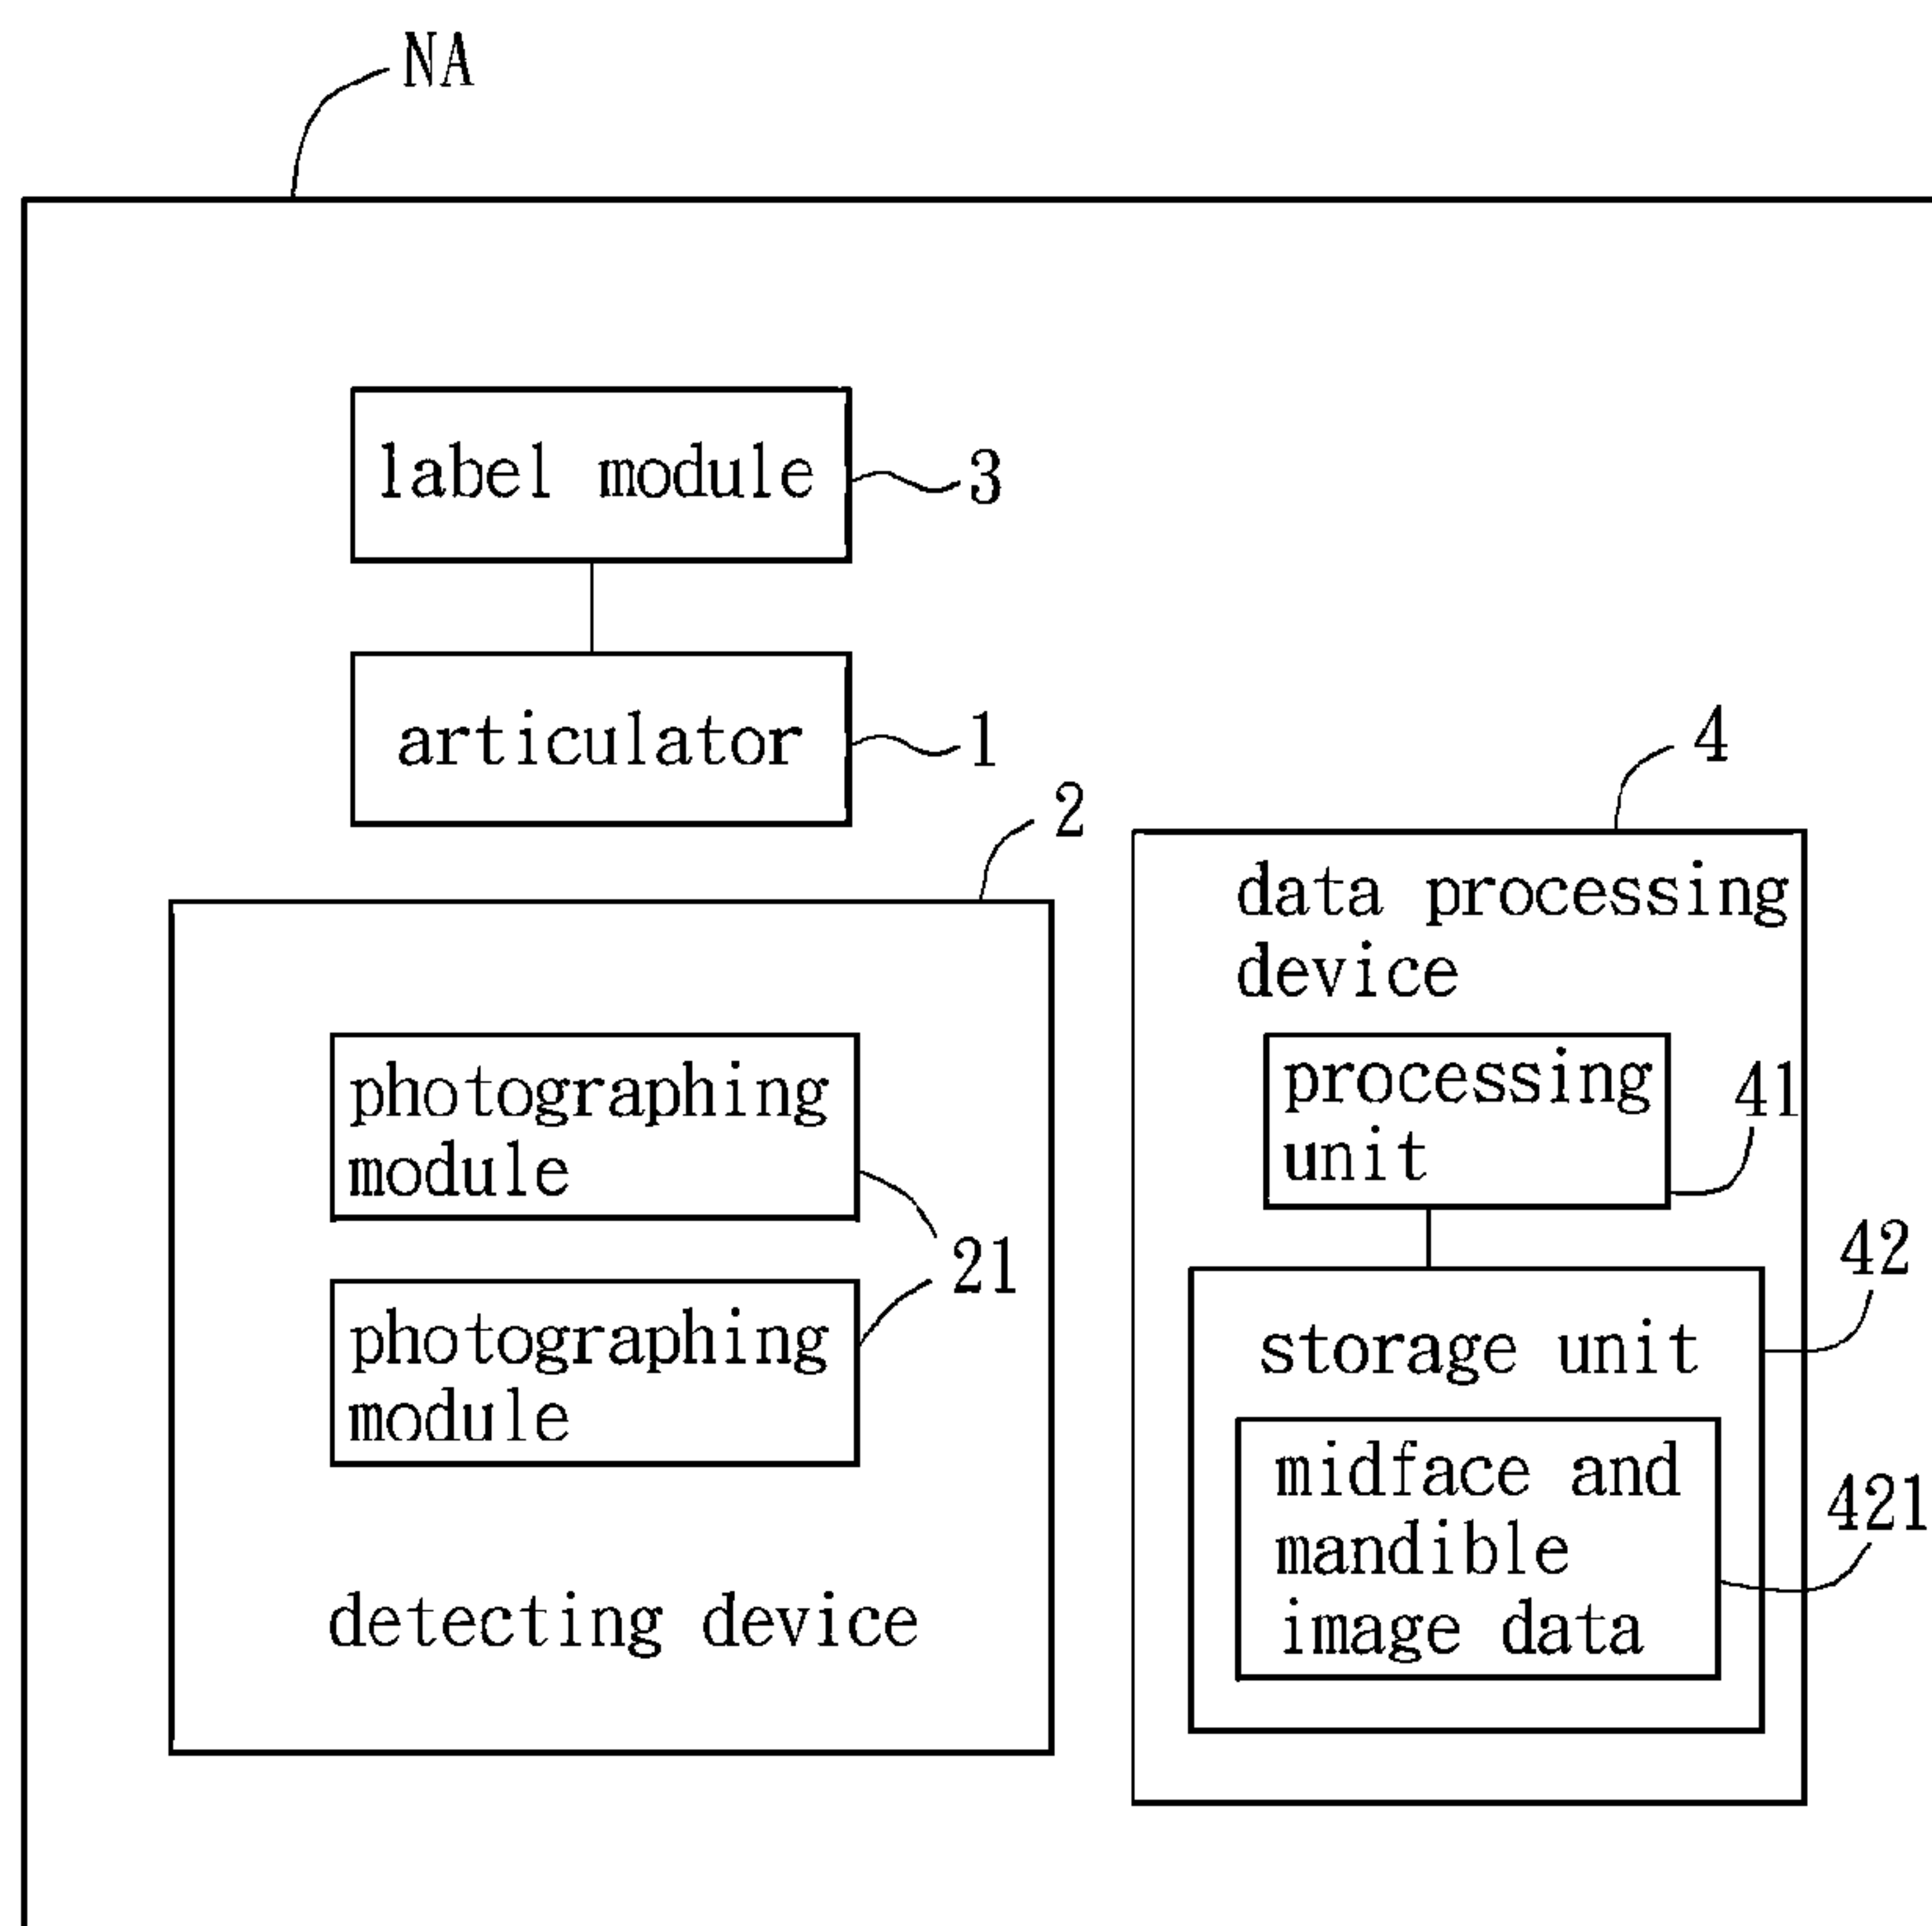 NA
label module
3
articulator
1
2
4
data processing
device
photographing
module
processing
unit
41
21
42
photographing
module
storage unit
midface and
mandible
image data
421
detecting device